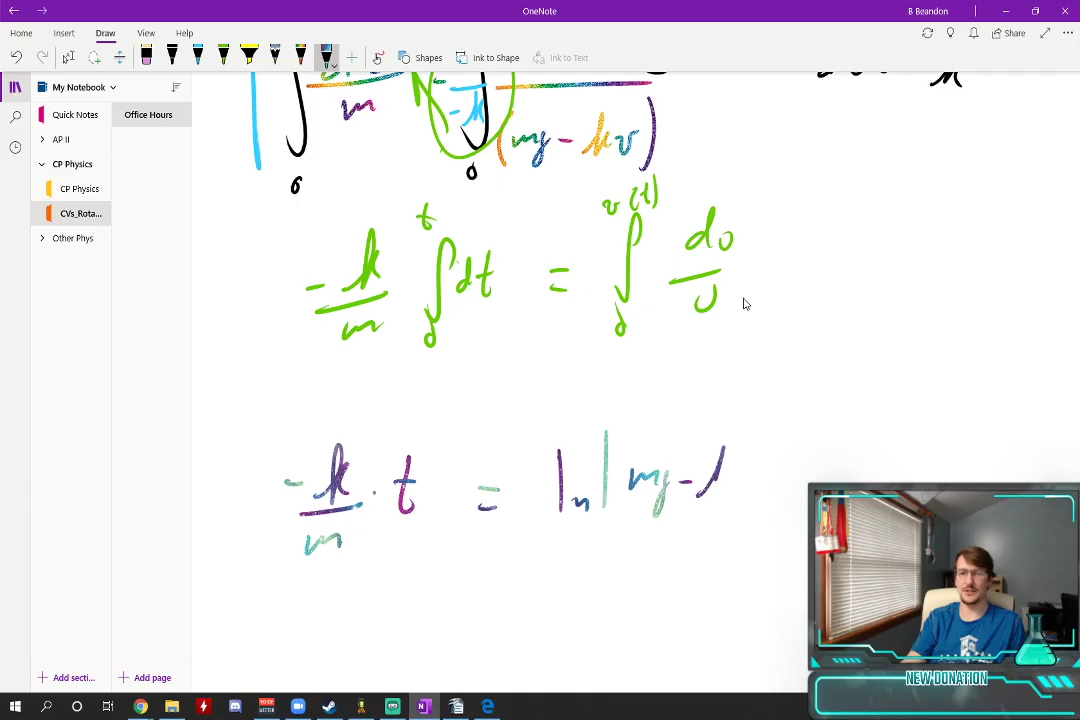 OneNote
B Beandon
Home Insert Draw View Help
Share
Shapes Ink to Shape Ink to Text
My Notebook
Quick Notes
AP II
CP Physics
CP Physics
CVs_Rota...
Other Phys
Office Hours
m -k k
(mg - kv)
0 0
t v(t)
-k/m ∫ dt = ∫ du/u
0 0
-k/m · t = ln |mg -
NEW DONATION
Add secti... Add page